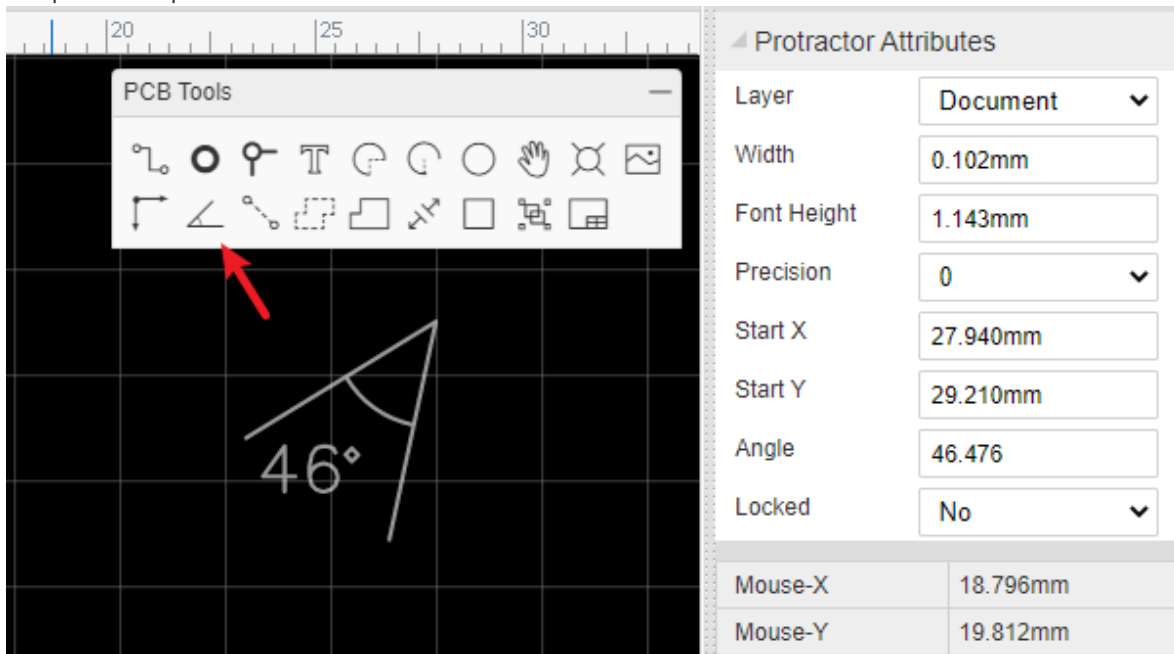 20 25 30
PCB Tools
46°
Protractor Attributes
Layer Document
Width 0.102mm
Font Height 1.143mm
Precision 0
Start X 27.940mm
Start Y 29.210mm
Angle 46.476
Locked No
Mouse-X 18.796mm
Mouse-Y 19.812mm